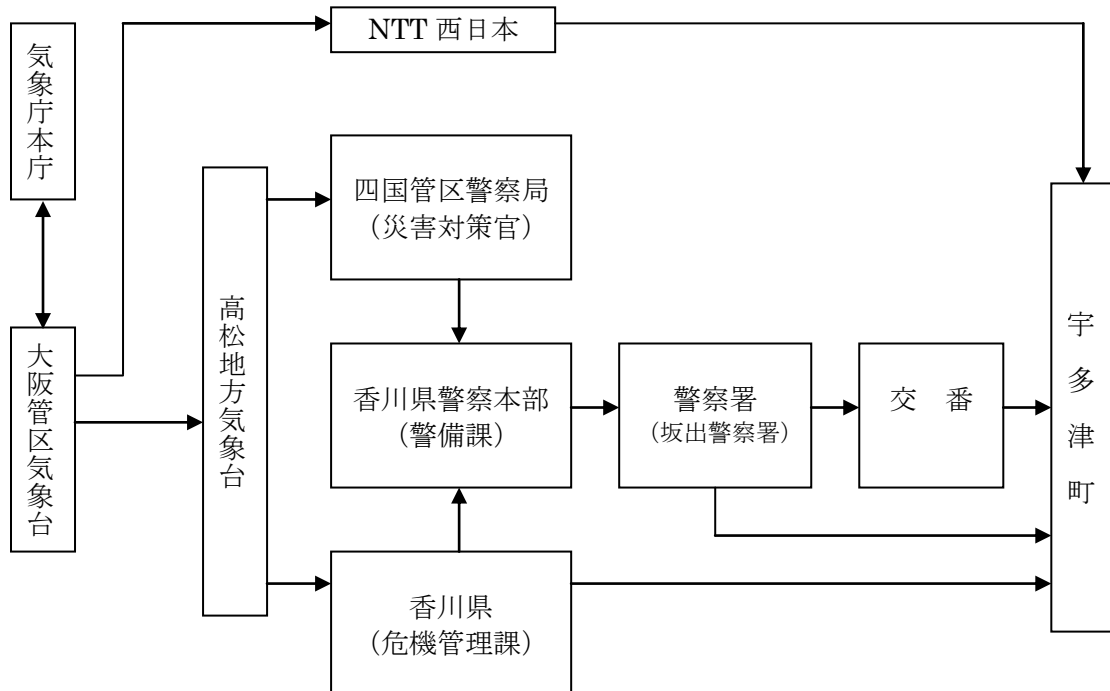 NTT 西日本
気象庁本庁
四国管区警察局
（災害対策官）
高松地方気象台
大阪管区気象台
香川県警察本部
（警備課）
警察署
（坂出警察署）
交　番
宇多津町
香川県
（危機管理課）